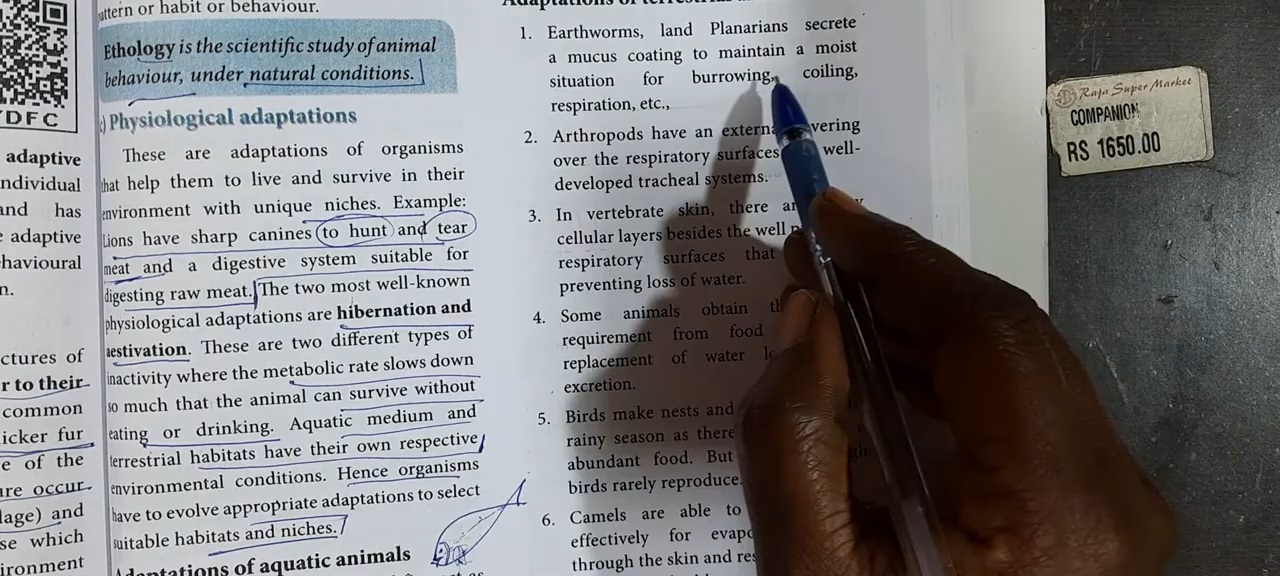 attern or habit or behaviour.
Ethology is the scientific study of animal
behaviour, under natural conditions.
DFC
c) Physiological adaptations
These are adaptations of organisms
that help them to live and survive in their
environment with unique niches. Example:
Lions have sharp canines to hunt and tear
meat and a digestive system suitable for
digesting raw meat. The two most well-known
physiological adaptations are hibernation and
aestivation. These are two different types of
inactivity where the metabolic rate slows down
so much that the animal can survive without
eating or drinking. Aquatic medium and
terrestrial habitats have their own respective
environmental conditions. Hence organisms
have to evolve appropriate adaptations to select
suitable habitats and niches.
Adaptations of aquatic animals
adaptive
ndividual
and has
adaptive
havioural
n.
ctures of
r to their
common
icker fur
e of the
are occur
lage) and
se which
ironment
Adaptations of terrestrial
1. Earthworms, land Planarians secrete
a mucus coating to maintain a moist
situation for burrowing, coiling,
respiration, etc.,
2. Arthropods have an external vering
over the respiratory surfaces well-
developed tracheal systems.
3. In vertebrate skin, there ar
cellular layers besides the well
respiratory surfaces that
preventing loss of water.
4. Some animals obtain th
requirement from food
replacement of water lo
excretion.
5. Birds make nests and
rainy season as there
abundant food. But
birds rarely reproduce.
6. Camels are able to
effectively for evapo
through the skin and res
Raja Super Market
COMPANION
RS 1650.00